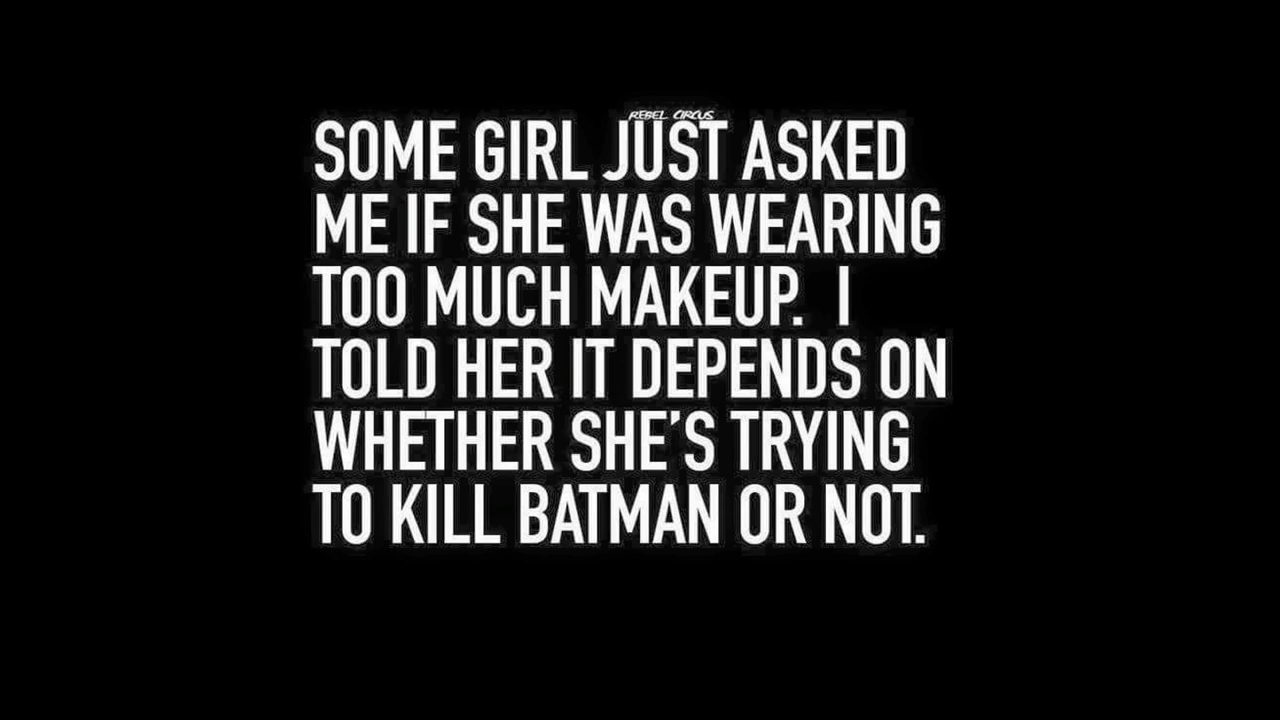 REBEL CIRCUS
SOME GIRL JUST ASKED
ME IF SHE WAS WEARING
TOO MUCH MAKEUP. I
TOLD HER IT DEPENDS ON
WHETHER SHE'S TRYING
TO KILL BATMAN OR NOT.